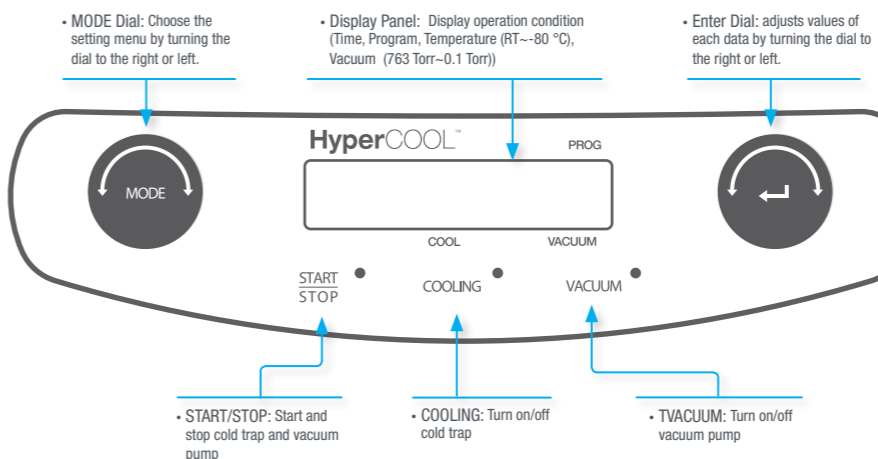 • MODE Dial: Choose the
setting menu by turning the
dial to the right or left.
• Display Panel: Display operation condition
(Time, Program, Temperature (RT~-80 °C),
Vacuum (763 Torr~0.1 Torr))
• Enter Dial: adjusts values of
each data by turning the dial to
the right or left.
HyperCOOL™
PROG
MODE
COOL
VACUUM
START
STOP
COOLING
VACUUM
• START/STOP: Start and
stop cold trap and vacuum
pump
• COOLING: Turn on/off
cold trap
• TVACUUM: Turn on/off
vacuum pump